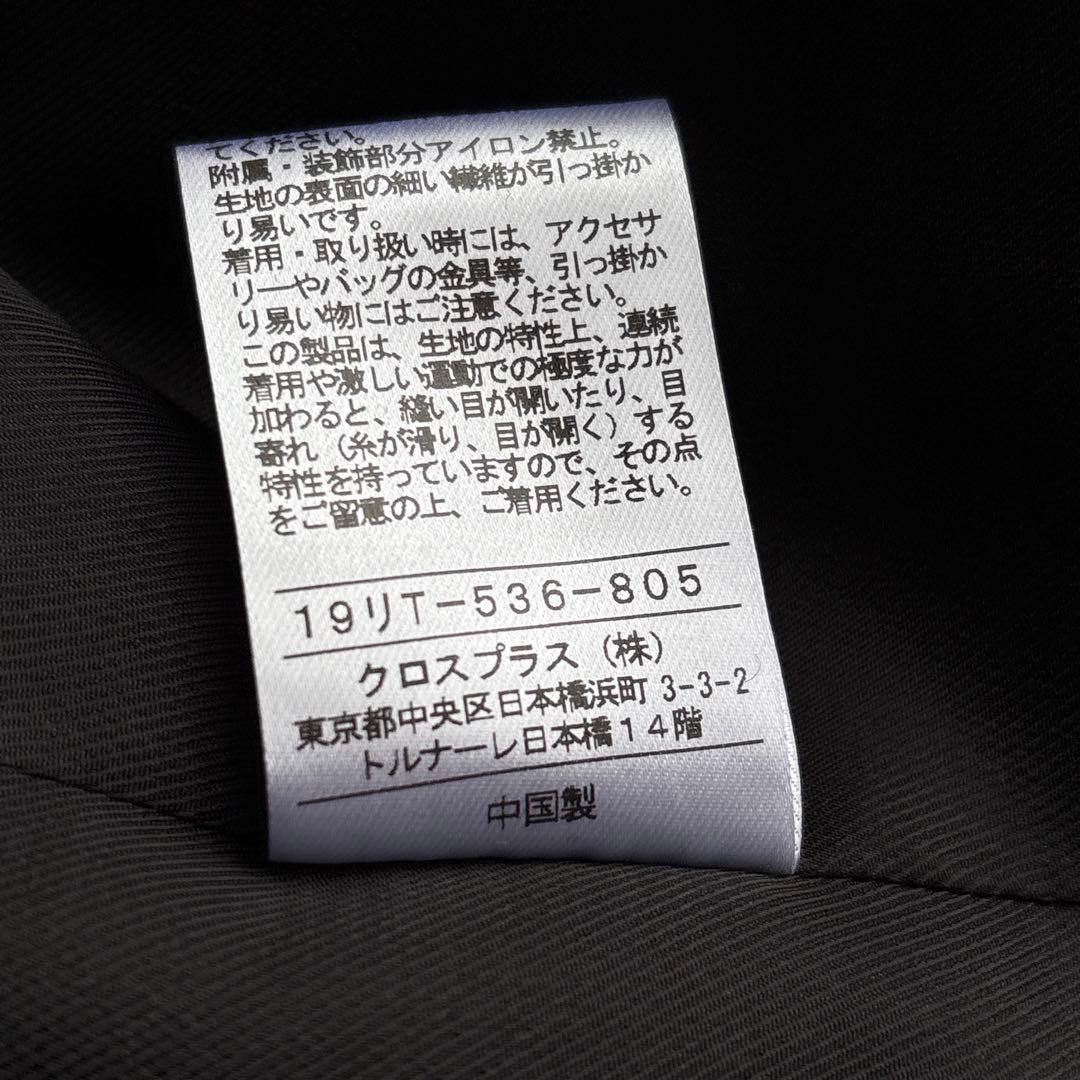 てください。
附属・装飾部分アイロン禁止。
生地の表面の細い繊維が引っ掛か
り易いです。
着用・取り扱い時には、アクセサ
リーやバッグの金具等、引っ掛か
り易い物にはご注意ください。
この製品は、生地の特性上、連続
着用や激しい運動での極度な力が
加わると、縫い目が開いたり、目
寄れ（糸が滑り、目が開く）する
特性を持っていますので、その点
をご留意の上、ご着用ください。
19リT-536-805
クロスプラス（株）
東京都中央区日本橋浜町 3-3-2
トルナーレ日本橋14階
中国製